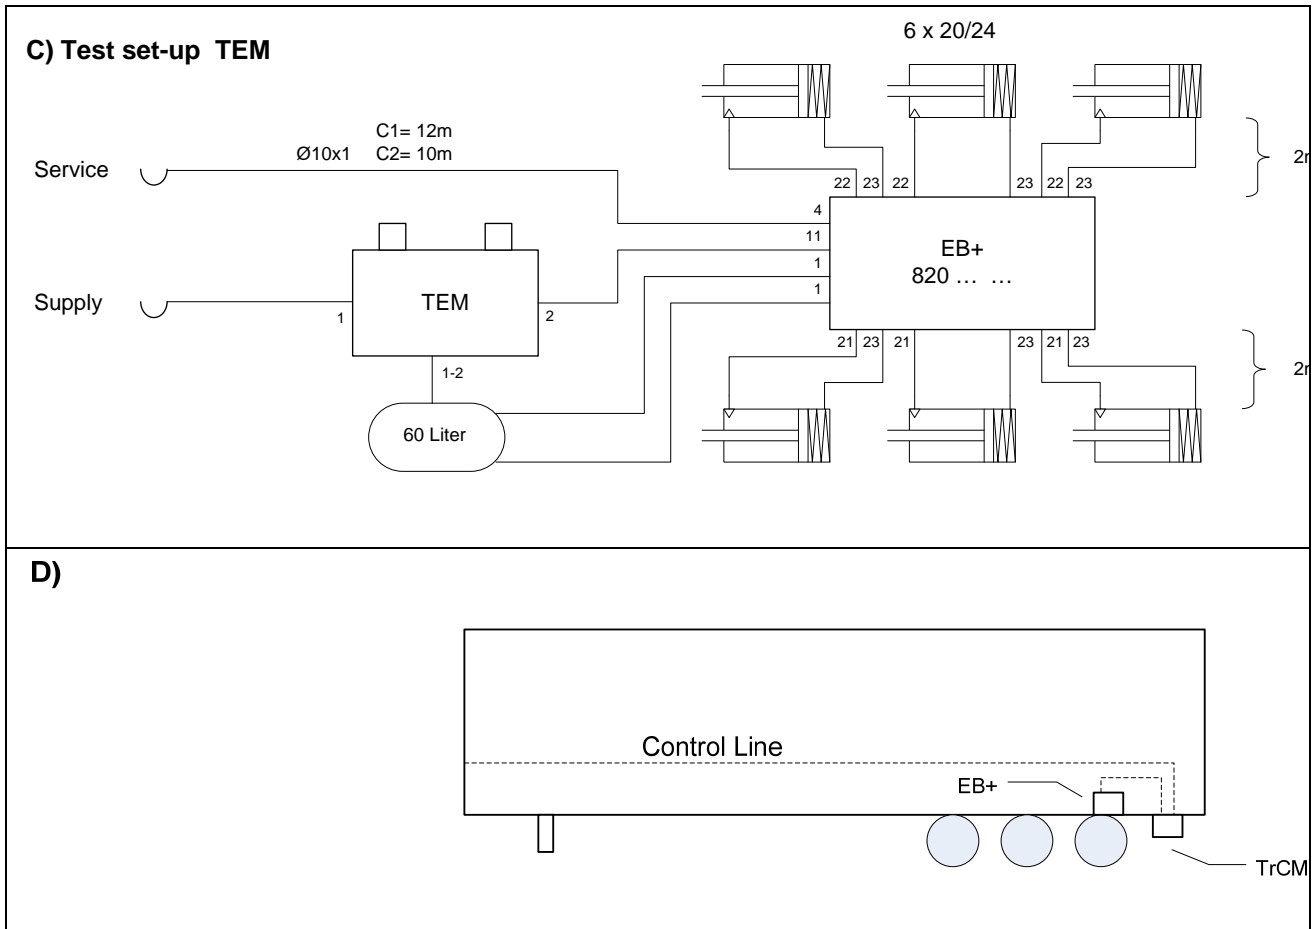 C) Test set-up TEM
6 x 20/24
C1= 12m
Ø10x1 C2= 10m
Service
22 23 22 23 22 23
4
11
1
1
EB+
820 ... ...
Supply
1
TEM
2
1-2
60 Liter
21 23 21 23 21 23
D)
Control Line
EB+
TrCM